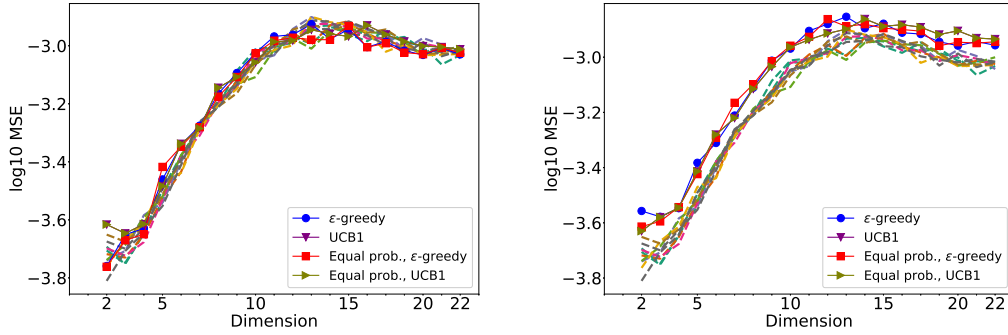 log10 MSE
−3.0
−3.2
−3.4
−3.6
−3.8
2
5
10
15
20
22
Dimension
ε-greedy
UCB1
Equal prob., ε-greedy
Equal prob., UCB1
log10 MSE
−3.0
−3.2
−3.4
−3.6
−3.8
2
5
10
15
20
22
Dimension
ε-greedy
UCB1
Equal prob., ε-greedy
Equal prob., UCB1